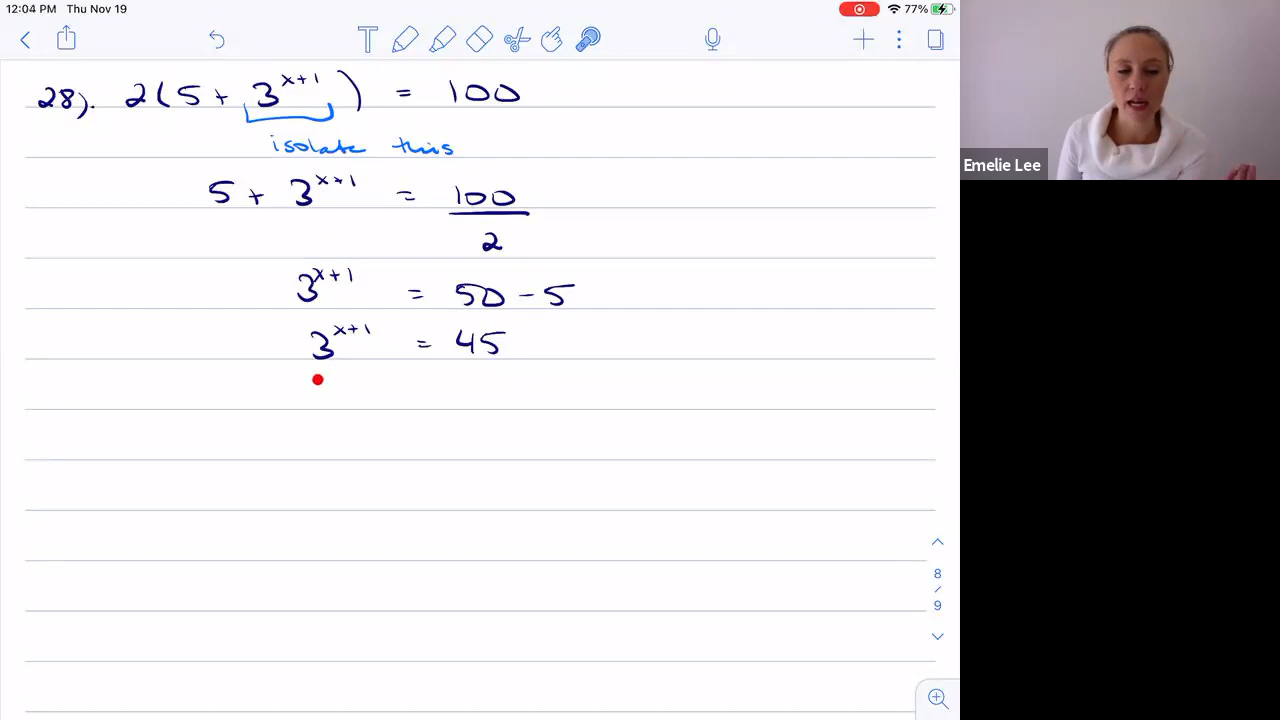 12:04 PM Thu Nov 19 77%
28). 2(5 + 3^{x+1}) = 100
isolate this
5 + 3^{x+1} = 100/2
3^{x+1} = 50 - 5
3^{x+1} = 45
Emelie Lee
8
/
9